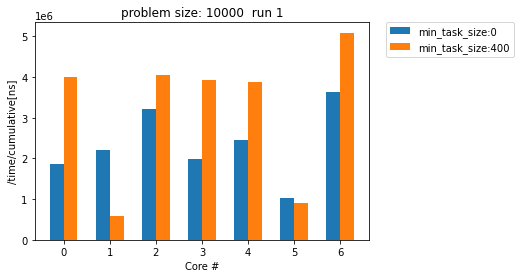 problem size: 10000  run 1
1e6
min_task_size:0
min_task_size:400
/time/cumulative[ns]
5
4
3
2
1
0
0 1 2 3 4 5 6
Core #